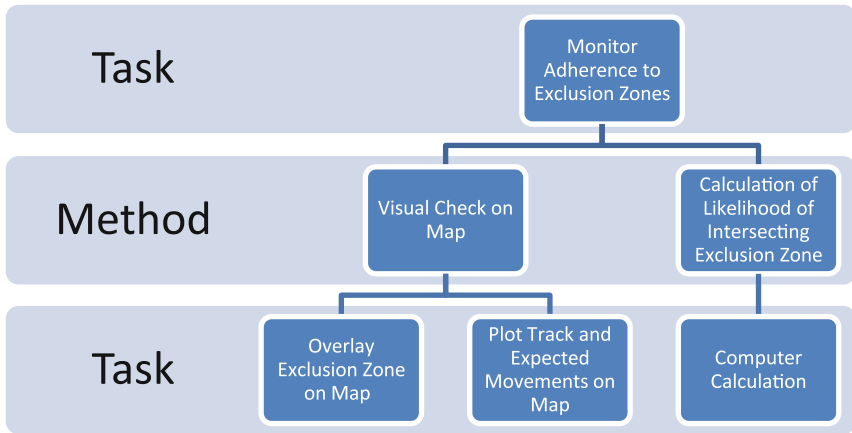 Task
Monitor
Adherence to
Exclusion Zones
Method
Visual Check on
Map
Calculation of
Likelihood of
Intersecting
Exclusion Zone
Task
Overlay
Exclusion Zone
on Map
Plot Track and
Expected
Movements on
Map
Computer
Calculation